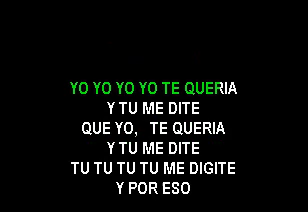 YO YO YO YO TE QUERIA
Y TU ME DITE
QUE YO, TE QUERIA
Y TU ME DITE
TU TU TU TU ME DIGITE
Y POR ESO